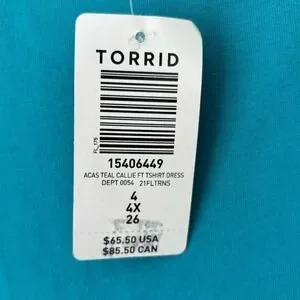 TORRID
FL_175
15406449
ACAS TEAL CALLIE FT TSHIRT DRESS
DEPT 0054 21FLTRNS
4
4X
26
$65.50 USA
$85.50 CAN